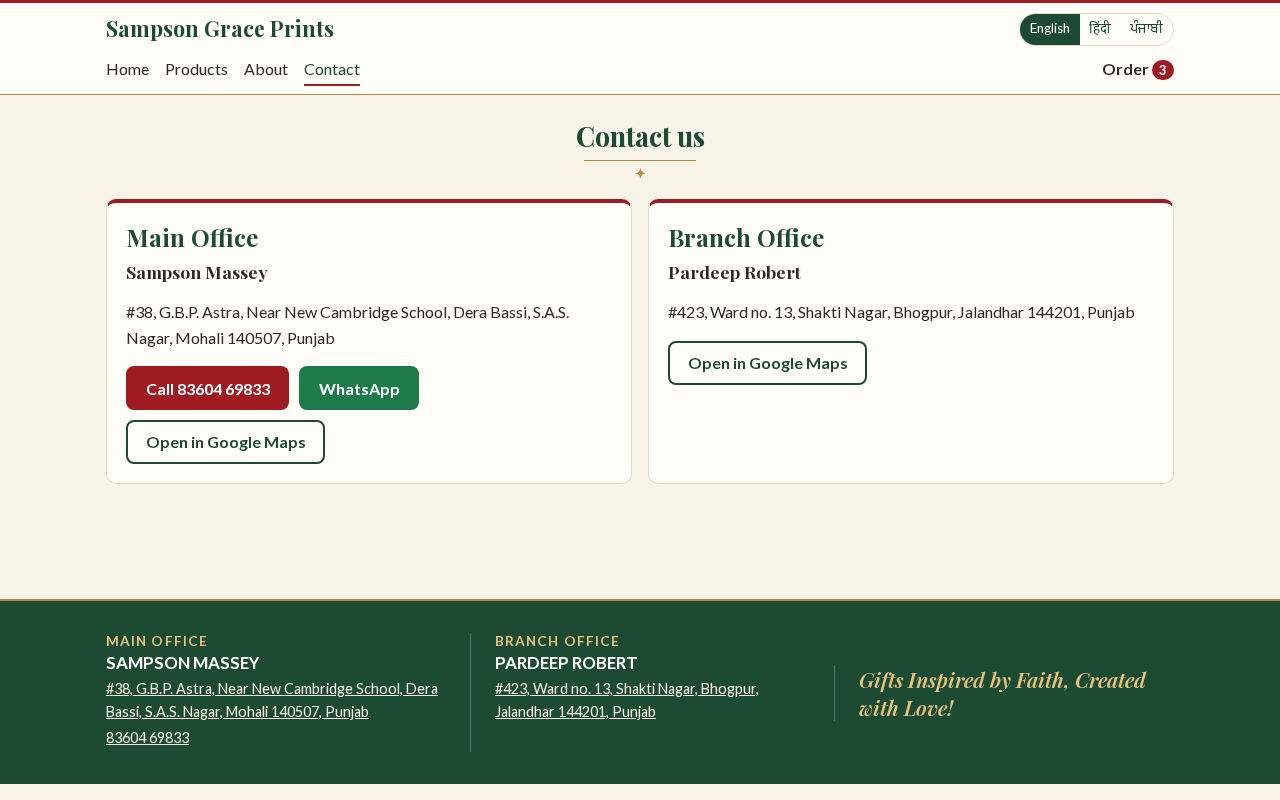 Sampson Grace Prints
English हिंदी ਪੰਜਾਬੀ
Home Products About Contact
Order 3
Contact us
Main Office
Sampson Massey
#38, G.B.P. Astra, Near New Cambridge School, Dera Bassi, S.A.S.
Nagar, Mohali 140507, Punjab
Call 83604 69833 WhatsApp
Open in Google Maps
Branch Office
Pardeep Robert
#423, Ward no. 13, Shakti Nagar, Bhogpur, Jalandhar 144201, Punjab
Open in Google Maps
MAIN OFFICE
SAMPSON MASSEY
#38, G.B.P. Astra, Near New Cambridge School, Dera
Bassi, S.A.S. Nagar, Mohali 140507, Punjab
83604 69833
BRANCH OFFICE
PARDEEP ROBERT
#423, Ward no. 13, Shakti Nagar, Bhogpur,
Jalandhar 144201, Punjab
Gifts Inspired by Faith, Created
with Love!